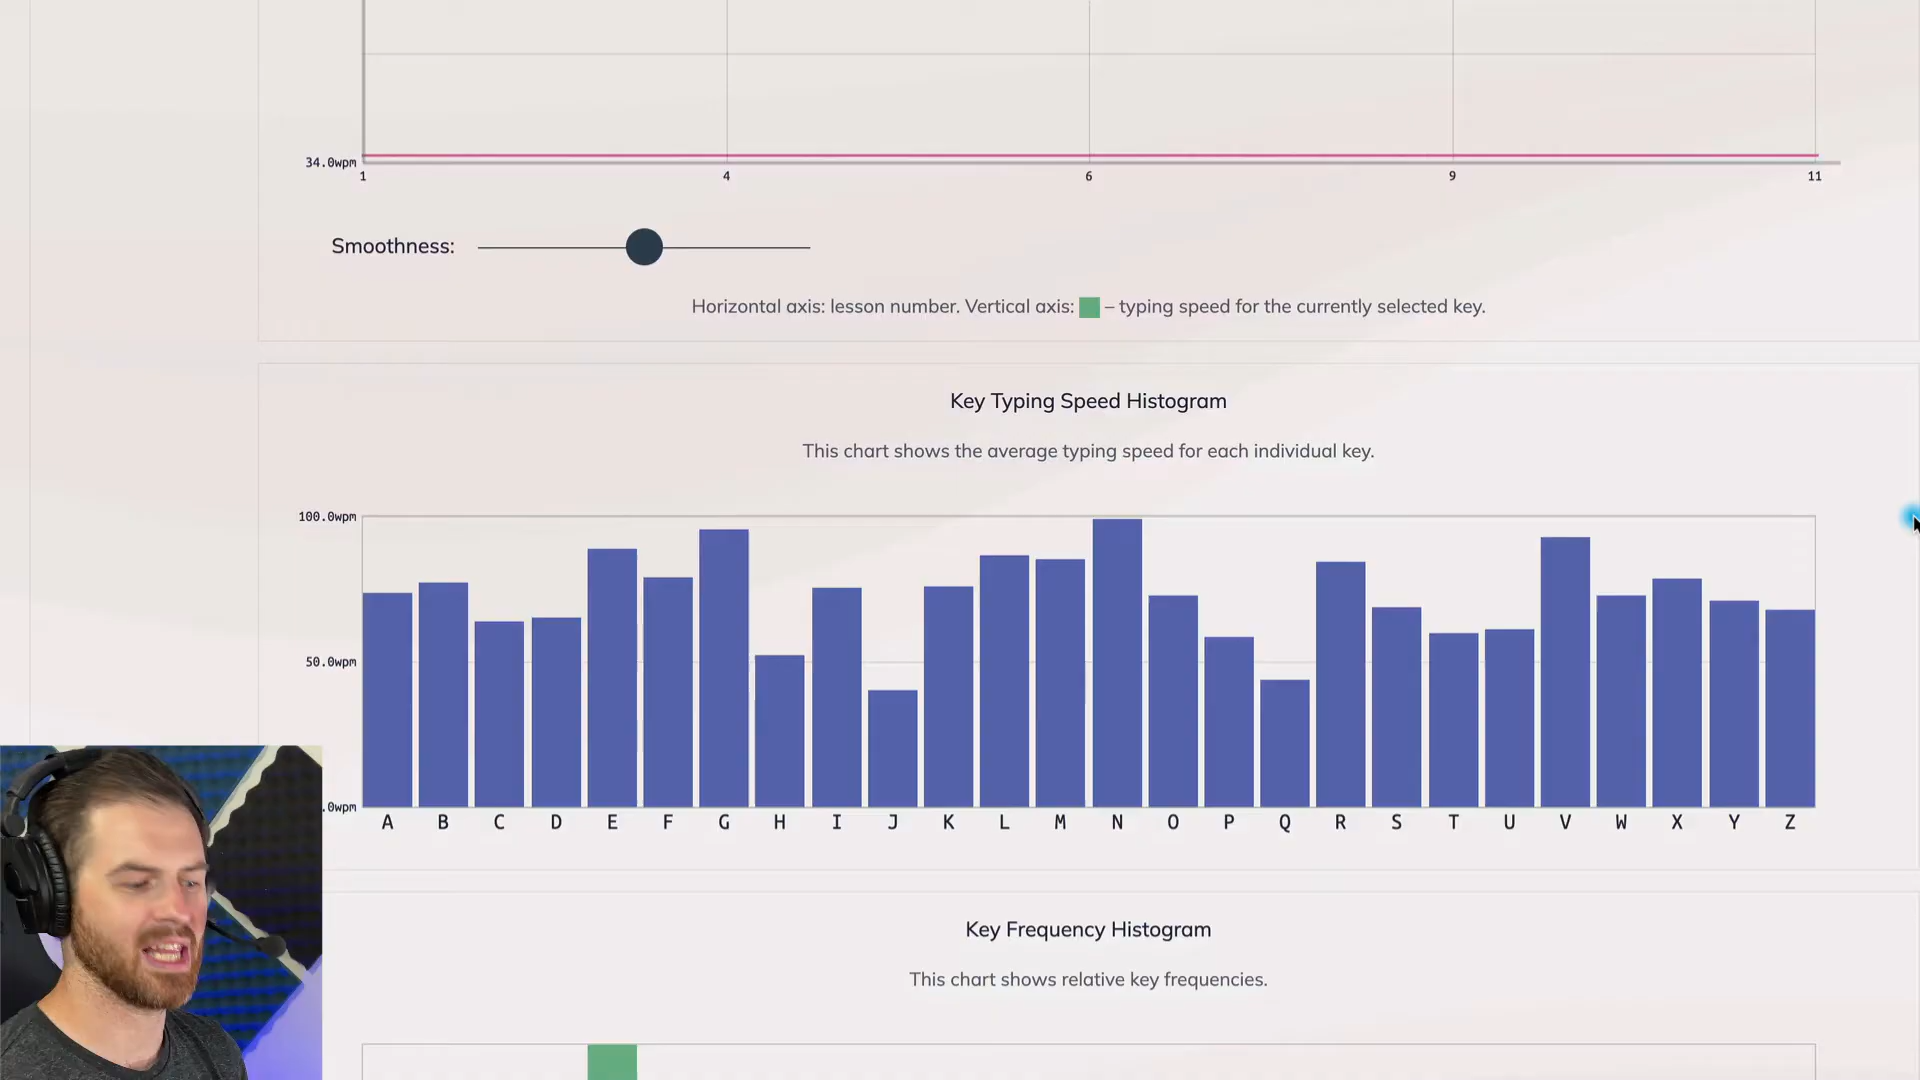 34.0wpm
1 4 6 9 11
Smoothness:
Horizontal axis: lesson number. Vertical axis: – typing speed for the currently selected key.
Key Typing Speed Histogram
This chart shows the average typing speed for each individual key.
100.0wpm
50.0wpm
.0wpm
A B C D E F G H I J K L M N O P Q R S T U V W X Y Z
Key Frequency Histogram
This chart shows relative key frequencies.